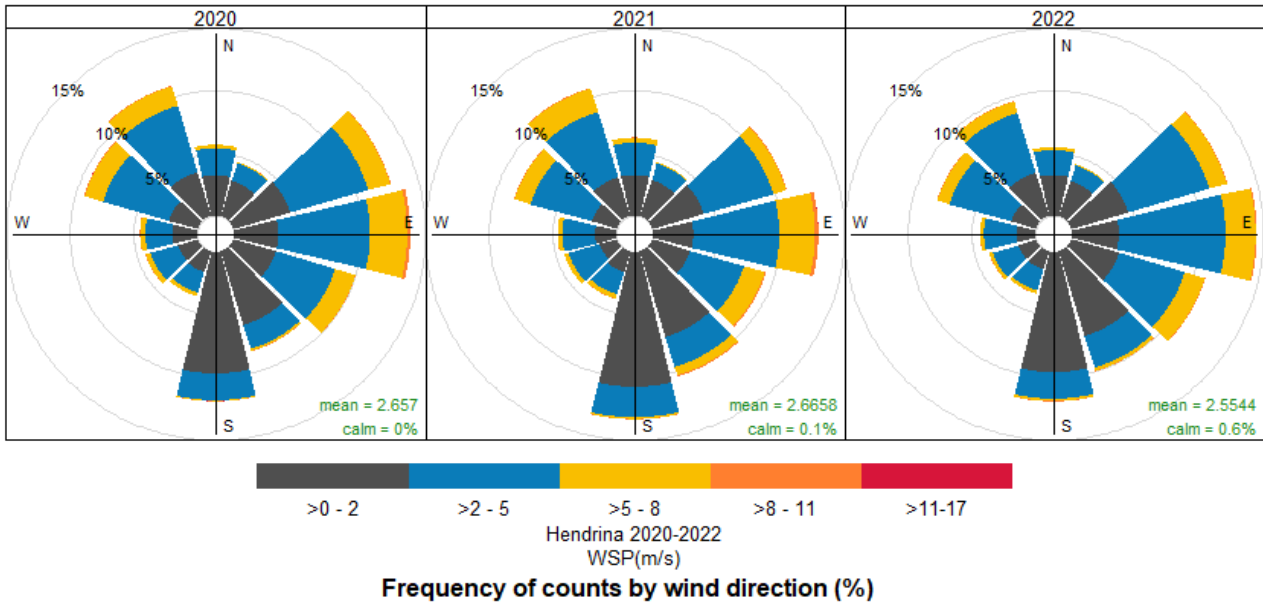 2020 2021 2022
N N N
15% 15% 15%
10% 10% 10%
5% 5% 5%
W E W E W E
mean = 2.657 mean = 2.6658 mean = 2.5544
S calm = 0% S calm = 0.1% S calm = 0.6%
>0 - 2 >2 - 5 >5 - 8 >8 - 11 >11-17
Hendrina 2020-2022
WSP(m/s)
Frequency of counts by wind direction (%)